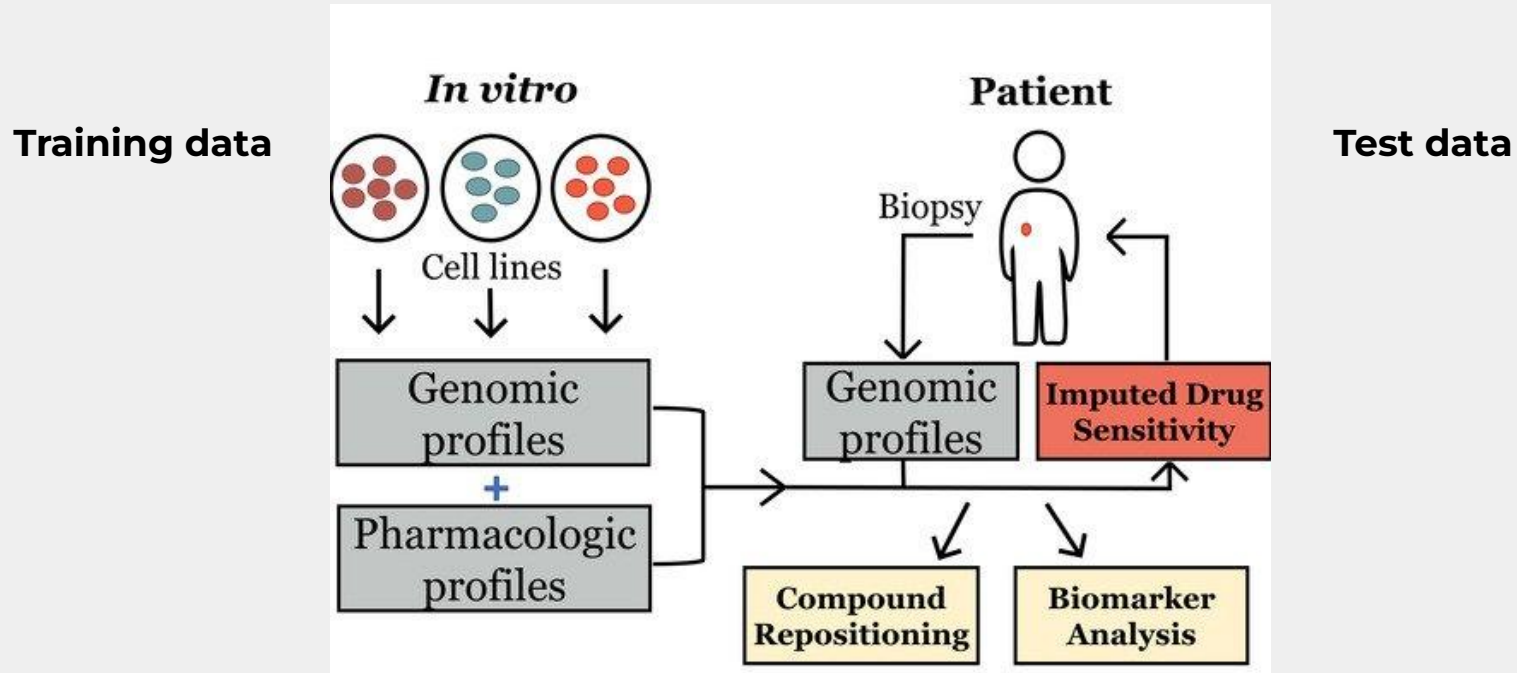 Training data
In vitro
Patient
Test data
Biopsy
Cell lines
Genomic
profiles
+
Pharmacologic
profiles
Genomic
profiles
Imputed Drug
Sensitivity
Compound
Repositioning
Biomarker
Analysis